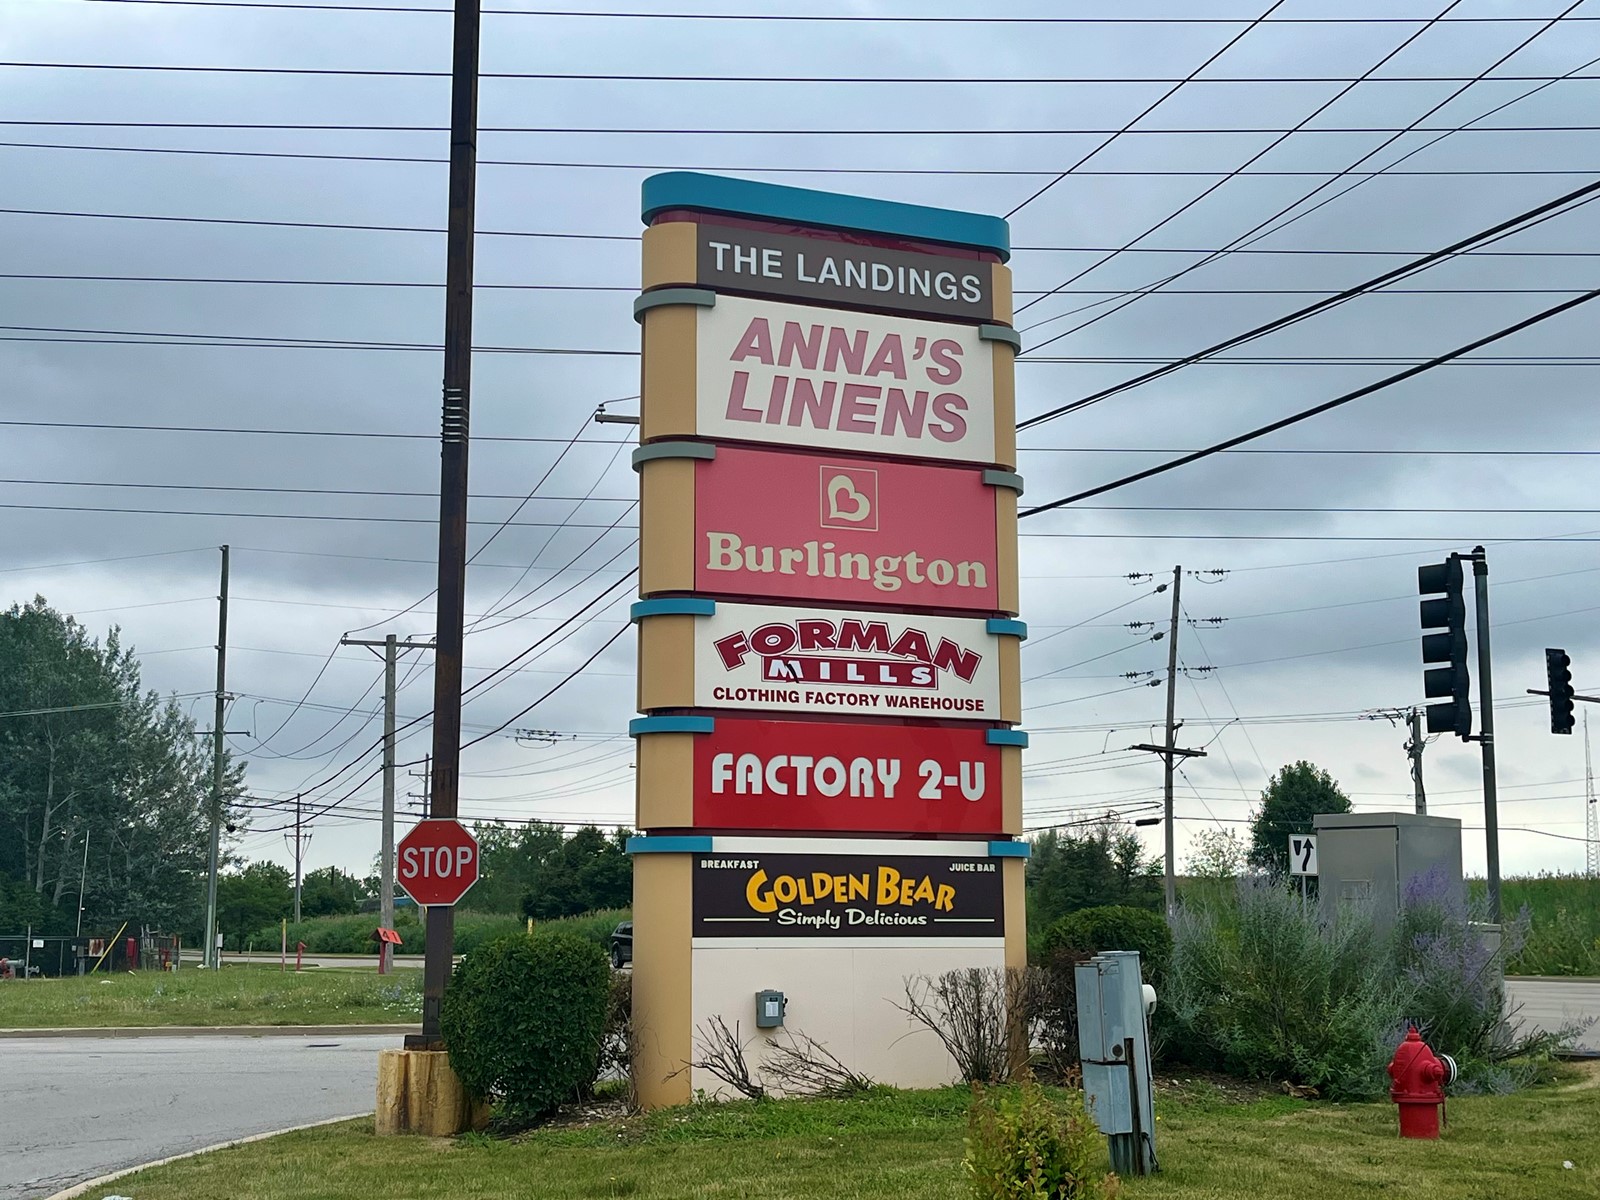 THE LANDINGS
ANNA'S
LINENS
Burlington
FORMAN
MILLS
CLOTHING FACTORY WAREHOUSE
FACTORY 2-U
BREAKFAST
JUICE BAR
GOLDEN BEAR
Simply Delicious
STOP